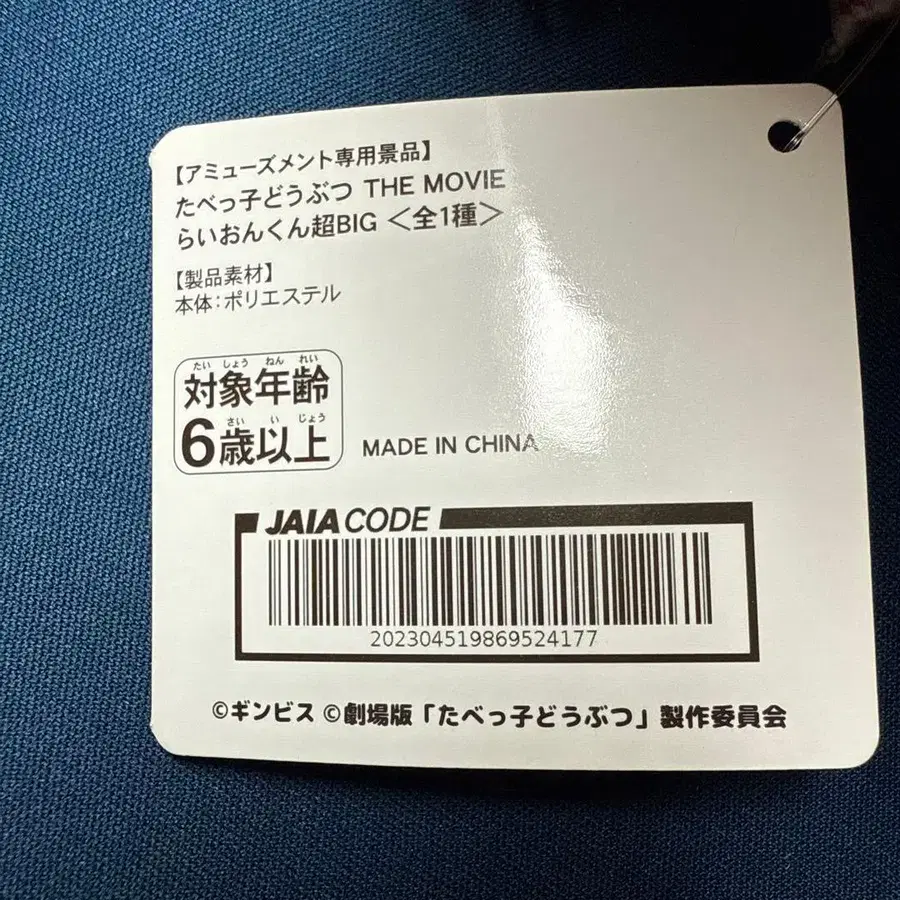 【アミューズメント専用景品】
たべっ子どうぶつ THE MOVIE
らいおんくん超BIG ＜全1種＞
【製品素材】
本体：ポリエステル
たい しょう ねん れい
対象年齢
さい い じょう
6歳以上
MADE IN CHINA
JAIA CODE
202304519869524177
©ギンビス ©劇場版「たべっ子どうぶつ」製作委員会